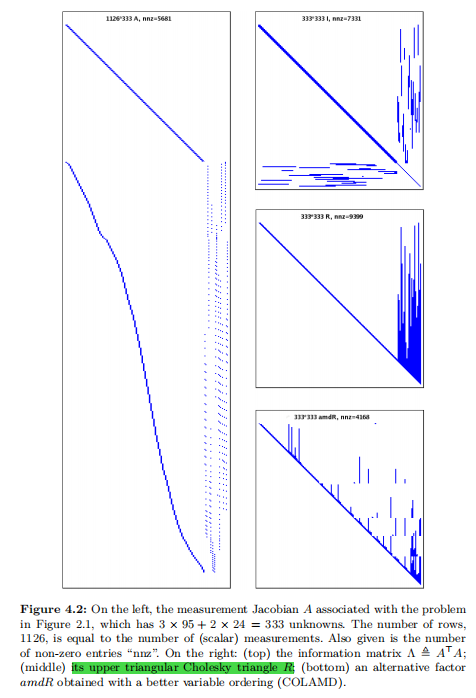 1126*333 A, nnz=5681
333*333 I, nnz=7331
333*333 R, nnz=9399
333*333 amdR, nnz=4168
Figure 4.2: On the left, the measurement Jacobian A associated with the problem
in Figure 2.1, which has 3 × 95 + 2 × 24 = 333 unknowns. The number of rows,
1126, is equal to the number of (scalar) measurements. Also given is the number
of non-zero entries “nnz”. On the right: (top) the information matrix Λ ≜ AᵀA;
(middle) its upper triangular Cholesky triangle R; (bottom) an alternative factor
amdR obtained with a better variable ordering (COLAMD).